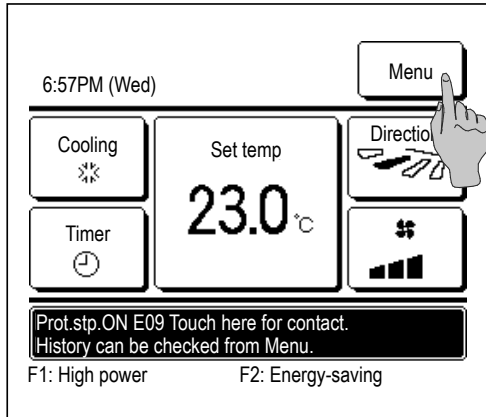 6:57PM (Wed)
Menu
Cooling
Set temp
Direction
23.0 °C
Timer
Prot.stp.ON E09 Touch here for contact.
History can be checked from Menu.
F1: High power F2: Energy-saving